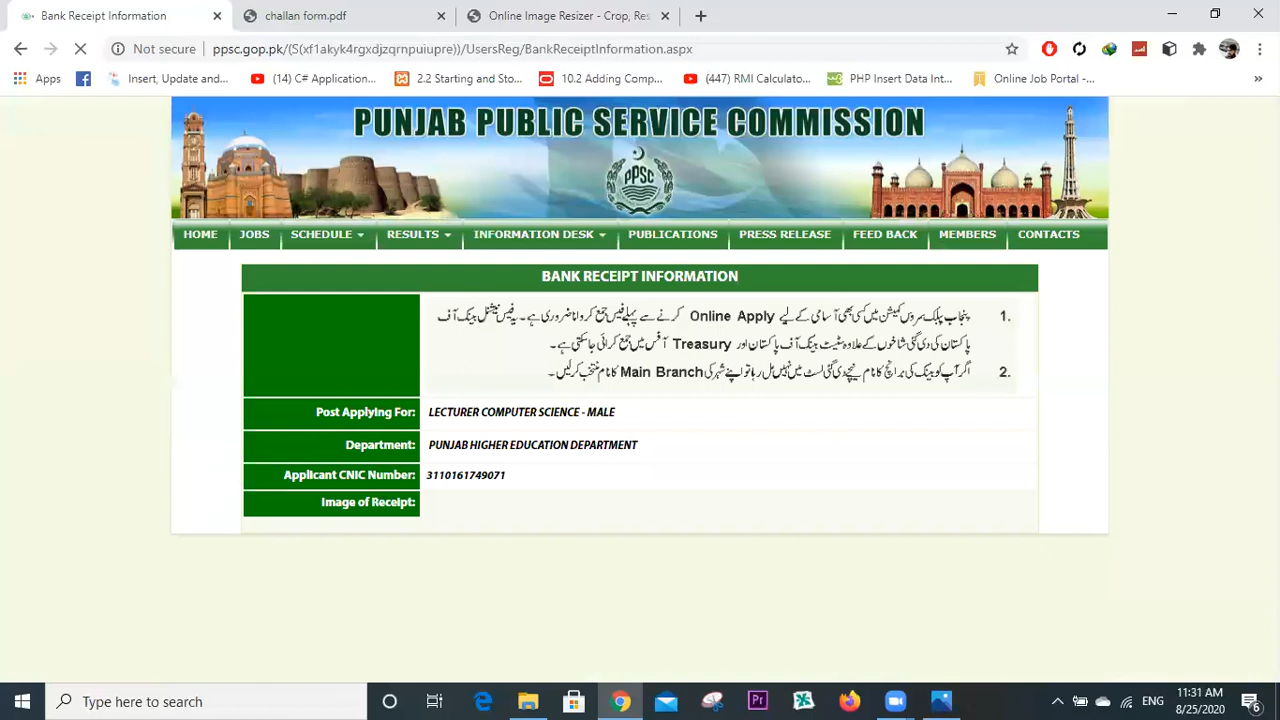 Bank Receipt Information
challan form.pdf
Online Image Resizer - Crop, Res
Not secure
ppsc.gop.pk/(S(xf1akyk4rgxdjzqrnpuiupre))/UsersReg/BankReceiptInformation.aspx
Apps
Insert, Update and...
(14) C# Application...
2.2 Starting and Sto...
10.2 Adding Comp...
(447) RMI Calculato...
PHP Insert Data Int...
Online Job Portal -...
»
PUNJAB PUBLIC SERVICE COMMISSION
PPSC
HOME
JOBS
SCHEDULE
RESULTS
INFORMATION DESK
PUBLICATIONS
PRESS RELEASE
FEED BACK
MEMBERS
CONTACTS
BANK RECEIPT INFORMATION
1. پنجاب پبلک سروس کمیشن میں کسی بھی آسامی کے لیے Online Apply کرنے سے پہلے فیس جمع کروانا ضروری ہے۔ یہ فیس نیشنل بینک آف
پاکستان کی دی گئی شاخوں کے علاوہ سٹیٹ بینک آف پاکستان اور Treasury آفس میں جمع کرائی جاسکتی ہے۔
2. اگر آپ کو بینک کی برانچ کا نام نیچے دی گئی لسٹ میں نہیں مل رہا تو اپنے شہر کی Main Branch کا نام منتخب کرلیں۔
Post Applying For: LECTURER COMPUTER SCIENCE - MALE
Department: PUNJAB HIGHER EDUCATION DEPARTMENT
Applicant CNIC Number: 3110161749071
Image of Receipt:
Type here to search
Pr
ENG
11:31 AM
8/25/2020
6